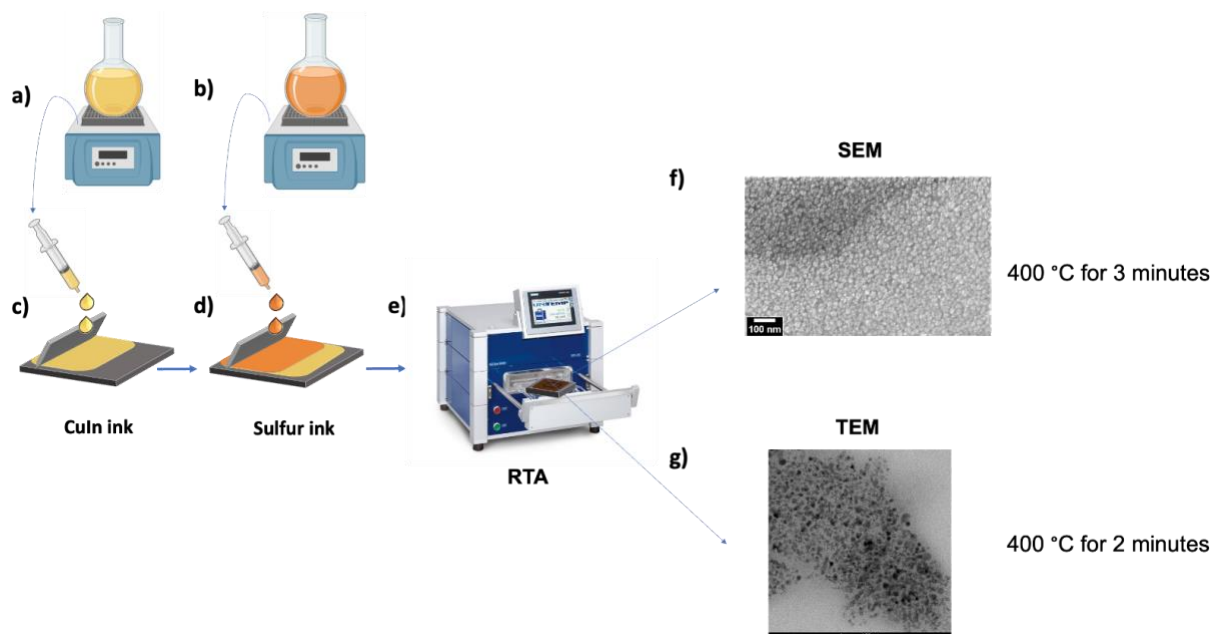 a)
b)
SEM
f)
100 nm
400 °C for 3 minutes
c)
d)
e)
CuIn ink
Sulfur ink
RTA
TEM
g)
400 °C for 2 minutes